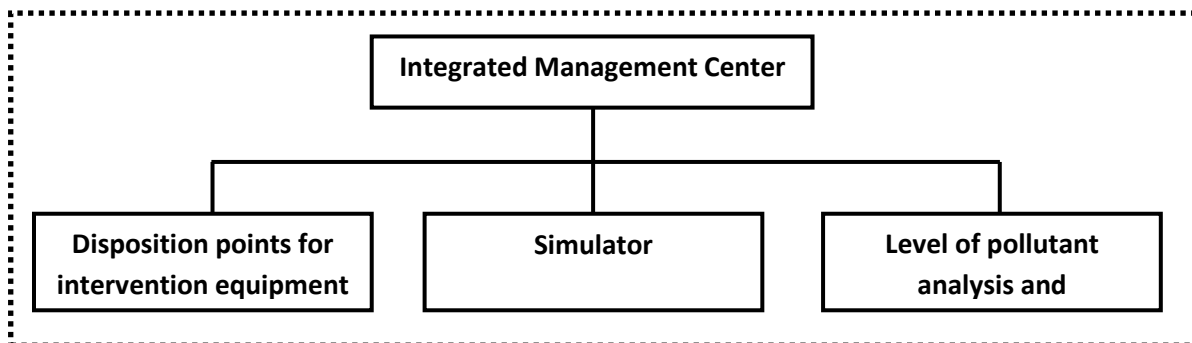 Integrated Management Center
Disposition points for
intervention equipment
Simulator
Level of pollutant
analysis and